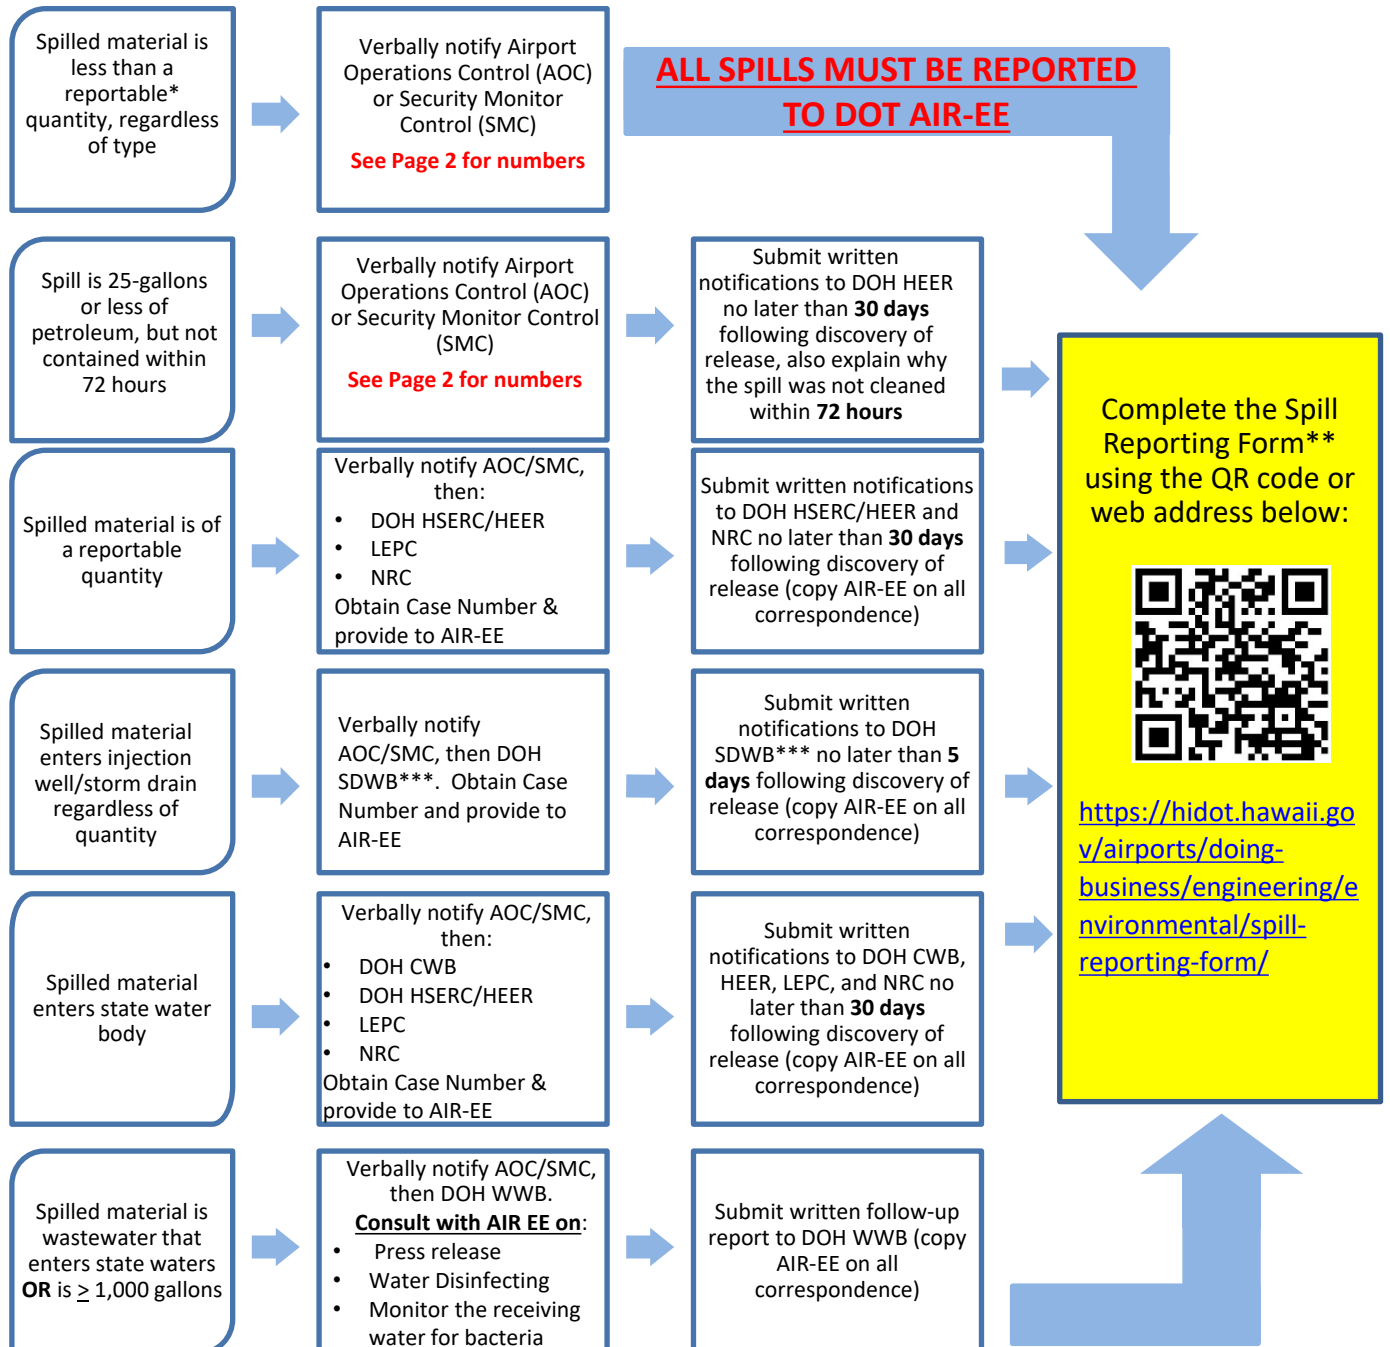 Spilled material is
less than a
reportable*
quantity, regardless
of type
Verbally notify Airport
Operations Control (AOC)
or Security Monitor
Control (SMC)
See Page 2 for numbers
ALL SPILLS MUST BE REPORTED
TO DOT AIR-EE
Spill is 25-gallons
or less of
petroleum, but not
contained within
72 hours
Verbally notify Airport
Operations Control (AOC)
or Security Monitor Control
(SMC)
See Page 2 for numbers
Submit written
notifications to DOH HEER
no later than 30 days
following discovery of
release, also explain why
the spill was not cleaned
within 72 hours
Spilled material is of
a reportable
quantity
Verbally notify AOC/SMC,
then:
• DOH HSERC/HEER
• LEPC
• NRC
Obtain Case Number &
provide to AIR-EE
Submit written notifications
to DOH HSERC/HEER and
NRC no later than 30 days
following discovery of
release (copy AIR-EE on all
correspondence)
Spilled material
enters injection
well/storm drain
regardless of
quantity
Verbally notify
AOC/SMC, then DOH
SDWB***. Obtain Case
Number and provide to
AIR-EE
Submit written
notifications to DOH
SDWB*** no later than 5
days following discovery of
release (copy AIR-EE on all
correspondence)
Spilled material
enters state water
body
Verbally notify AOC/SMC,
then:
• DOH CWB
• DOH HSERC/HEER
• LEPC
• NRC
Obtain Case Number &
provide to AIR-EE
Submit written
notifications to DOH CWB,
HEER, LEPC, and NRC no
later than 30 days
following discovery of
release (copy AIR-EE on all
correspondence)
Spilled material is
wastewater that
enters state waters
OR is > 1,000 gallons
Verbally notify AOC/SMC,
then DOH WWB.
Consult with AIR EE on:
• Press release
• Water Disinfecting
• Monitor the receiving
water for bacteria
Submit written follow-up
report to DOH WWB (copy
AIR-EE on all
correspondence)
Complete the Spill
Reporting Form**
using the QR code or
web address below:
https://hidot.hawaii.go
v/airports/doing-
business/engineering/e
nvironmental/spill-
reporting-form/